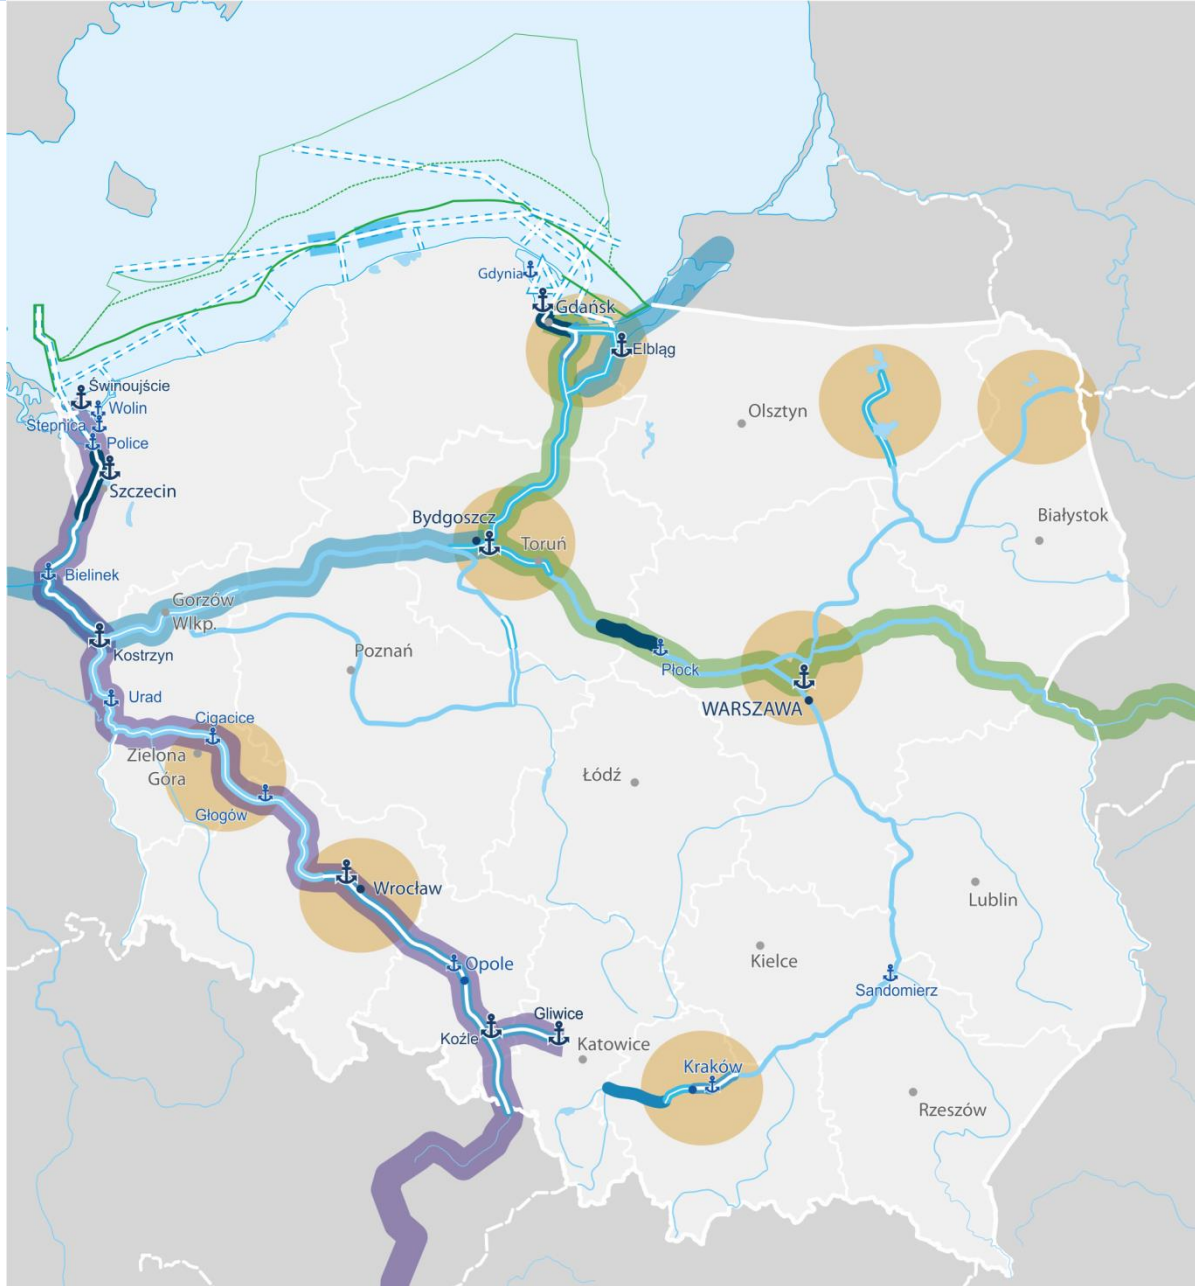 Gdynia
Gdańsk
Elbląg
Świnoujście
Wolin
Stepnica
Police
Olsztyn
Szczecin
Bydgoszcz
Białystok
Toruń
Bielinek
Gorzów
Wlkp.
Kostrzyn
Poznań
Płock
Urad
WARSZAWA
Cigacice
Zielona
Góra
Łódź
Głogów
Wrocław
Lublin
Kielce
Opole
Sandomierz
Gliwice
Koźle
Katowice
Kraków
Rzeszów